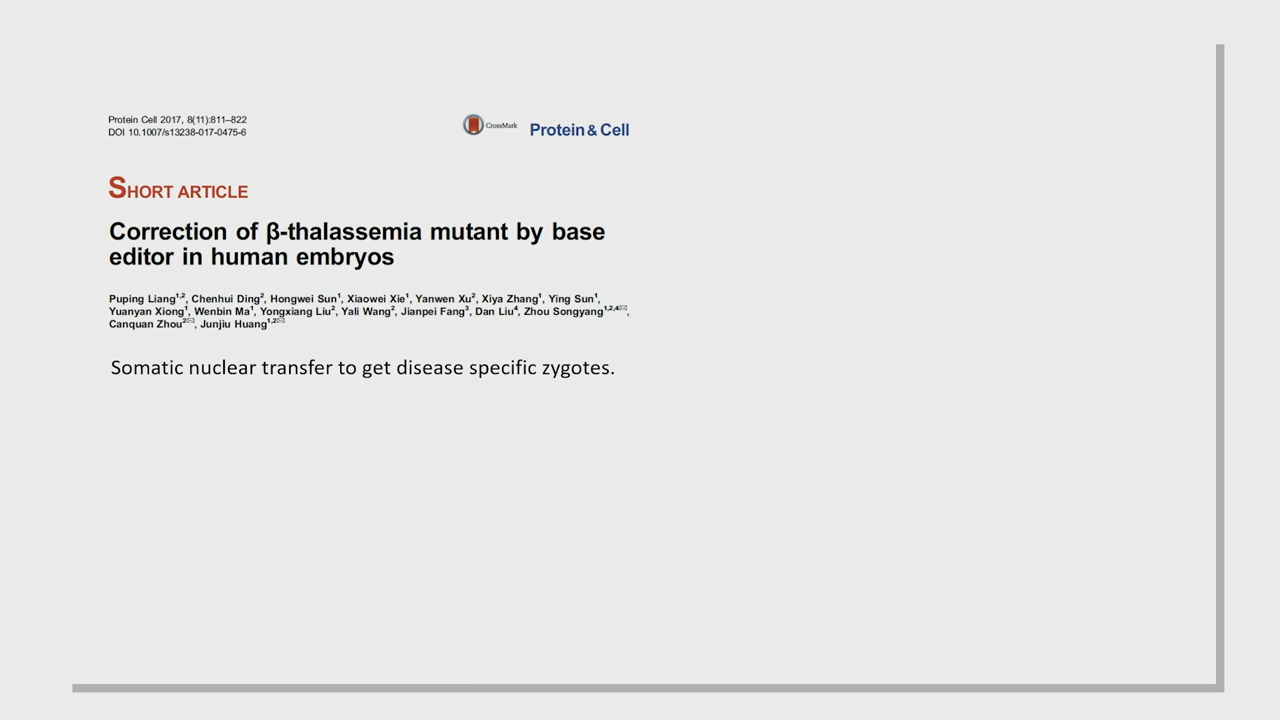 Protein Cell 2017, 8(11):811–822
DOI 10.1007/s13238-017-0475-6
CrossMark
Protein & Cell
SHORT ARTICLE
Correction of β-thalassemia mutant by base
editor in human embryos
Puping Liang1,2, Chenhui Ding2, Hongwei Sun1, Xiaowei Xie1, Yanwen Xu2, Xiya Zhang1, Ying Sun1,
Yuanyan Xiong1, Wenbin Ma1, Yongxiang Liu2, Yali Wang2, Jianpei Fang3, Dan Liu4, Zhou Songyang1,2,4✉,
Canquan Zhou2✉, Junjiu Huang1,2✉
Somatic nuclear transfer to get disease specific zygotes.